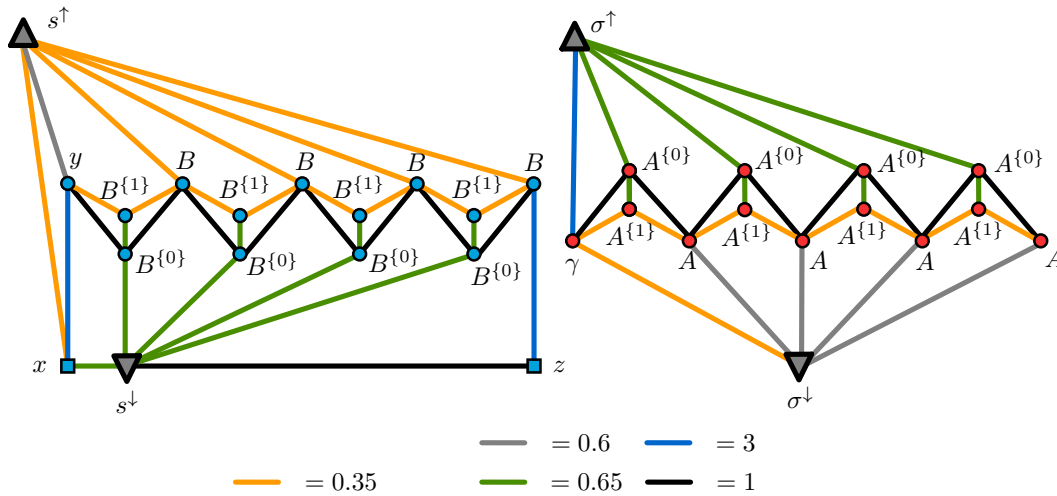 s↑ σ↑
y B B B B A^{0} A^{0} A^{0} A^{0}
B^{1} B^{1} B^{1} B^{1}
A^{1} A^{1} A^{1} A^{1}
B^{0} B^{0} B^{0} B^{0} γ A A A A
x z
s↓ σ↓
= 0.6 = 3
= 0.35 = 0.65 = 1